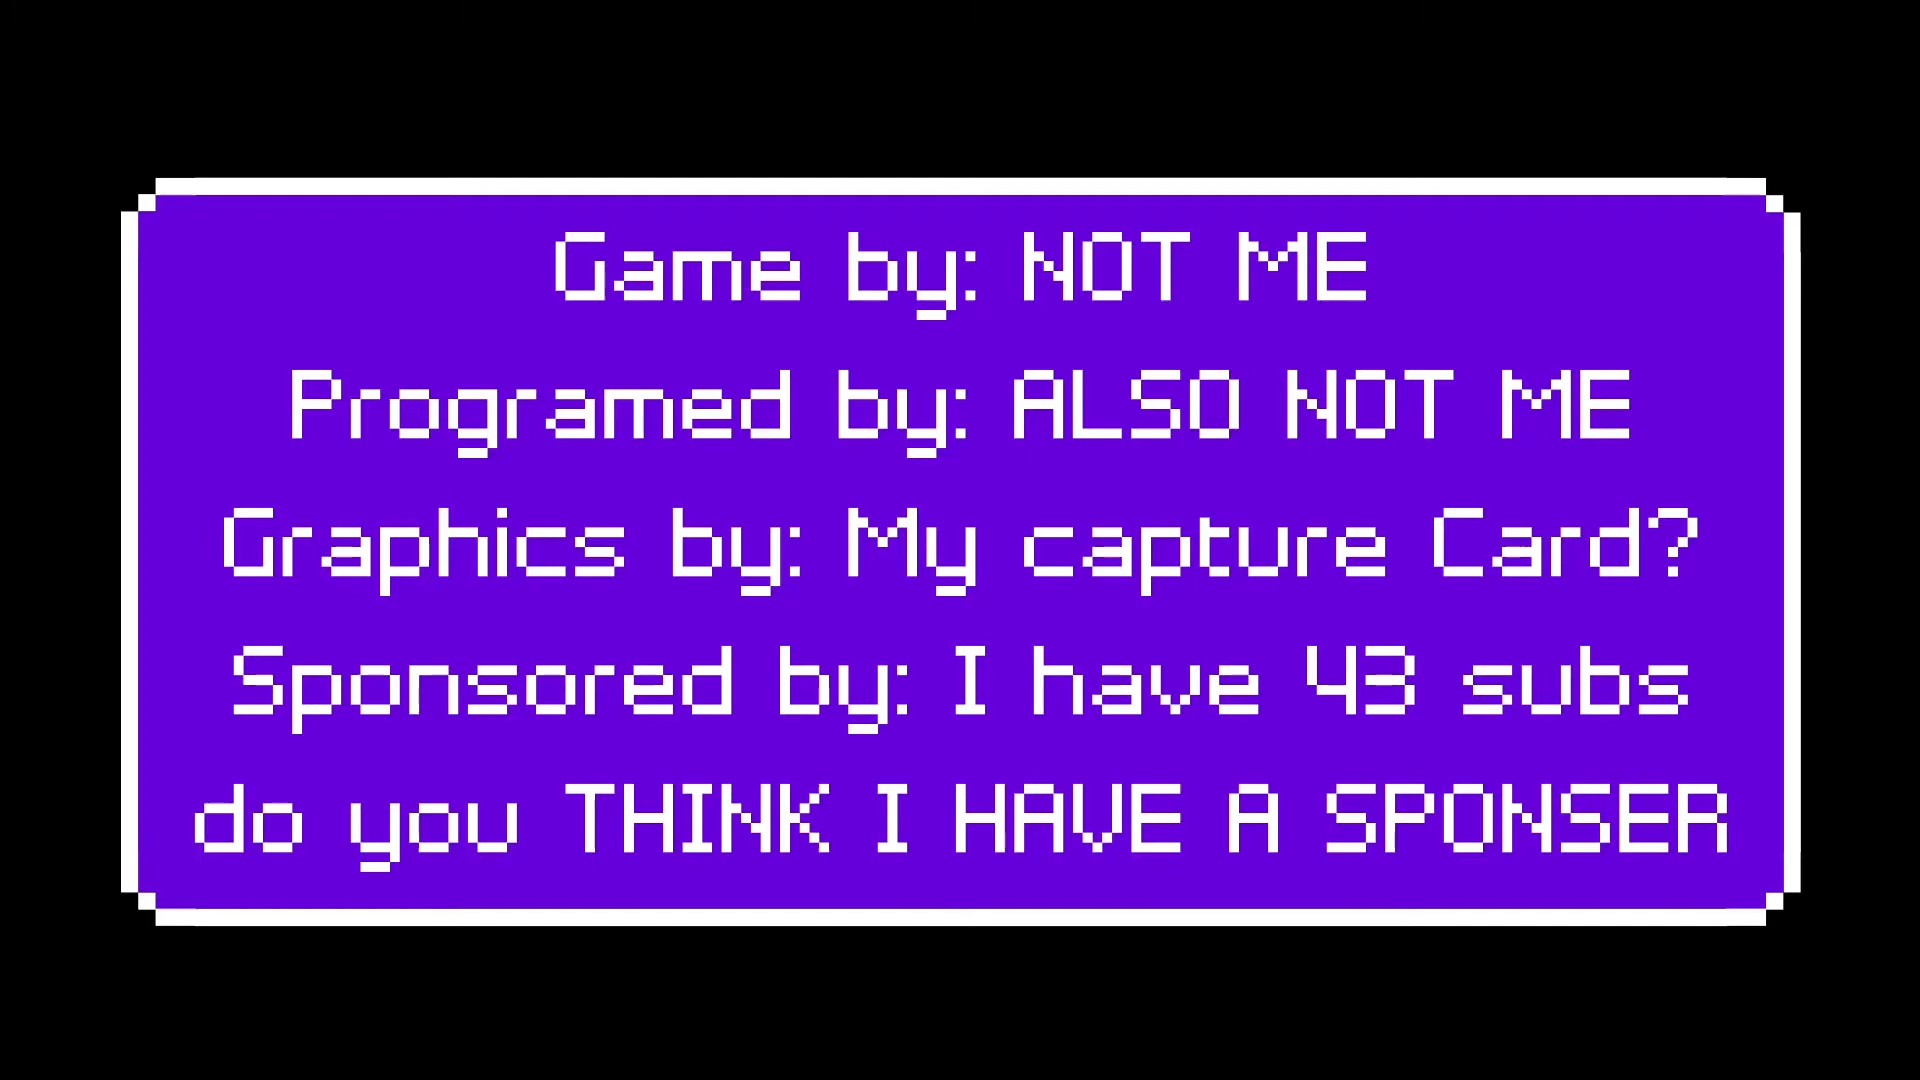 Game by: NOT ME
Programed by: ALSO NOT ME
Graphics by: My capture Card?
Sponsored by: I have 43 subs
do you THINK I HAVE A SPONSER